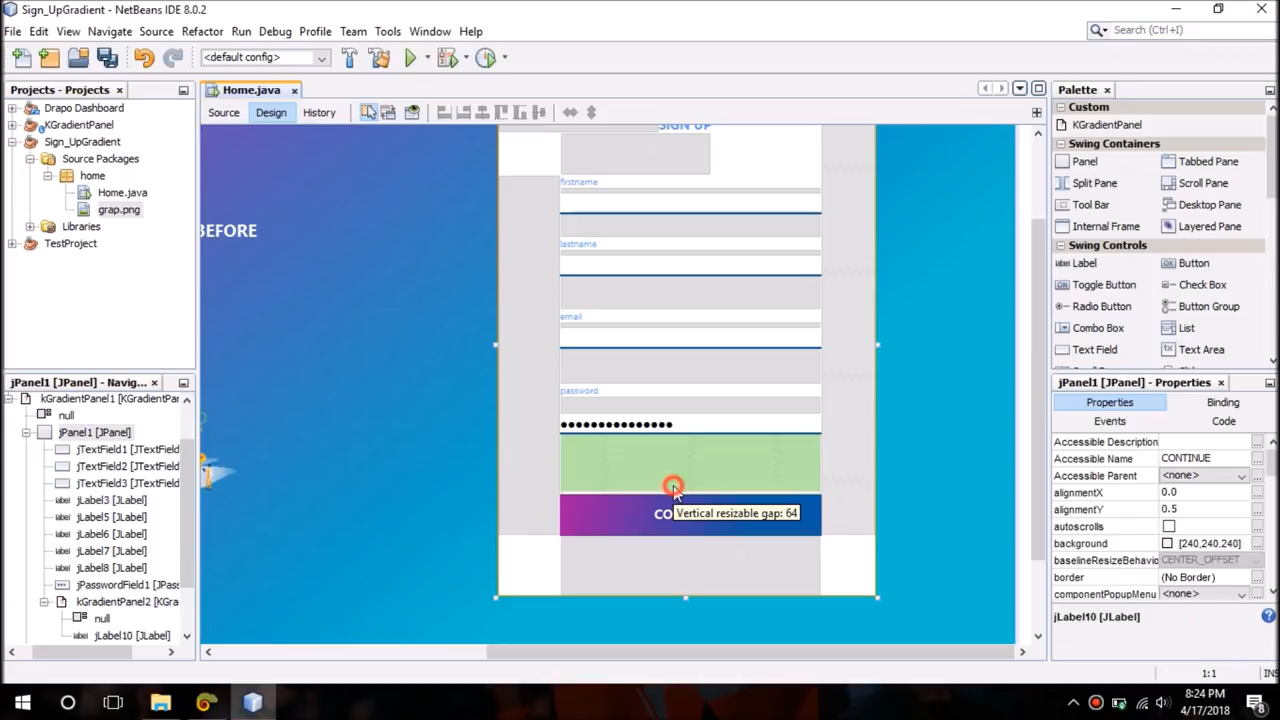 Sign_UpGradient - NetBeans IDE 8.0.2
File Edit View Navigate Source Refactor Run Debug Profile Team Tools Window Help
Search (Ctrl+I)
<default config>
Projects - Projects
Drapo Dashboard
KGradientPanel
Sign_UpGradient
Source Packages
home
Home.java
grap.png
Libraries
TestProject
jPanel1 [JPanel] - Navig...
kGradientPanel1 [KGradientPan
null
jPanel1 [JPanel]
jTextField1 [JTextField
jTextField2 [JTextField
jTextField3 [JTextField
jLabel3 [JLabel]
jLabel5 [JLabel]
jLabel6 [JLabel]
jLabel7 [JLabel]
jLabel8 [JLabel]
jPasswordField1 [JPass
kGradientPanel2 [KGra
null
jLabel10 [JLabel]
Home.java
Source Design History
BEFORE
SIGN UP
firstname
lastname
email
password
CO
Vertical resizable gap: 64
Palette
Custom
KGradientPanel
Swing Containers
Panel Tabbed Pane
Split Pane Scroll Pane
Tool Bar Desktop Pane
Internal Frame Layered Pane
Swing Controls
label Label Button
Toggle Button Check Box
Radio Button Button Group
Combo Box List
Text Field Text Area
jPanel1 [JPanel] - Properties
Properties Binding
Events Code
Accessible Description
Accessible Name CONTINUE
Accessible Parent <none>
alignmentX 0.0
alignmentY 0.5
autoscrolls
background [240,240,240]
baselineResizeBehavio CENTER_OFFSET
border (No Border)
componentPopupMenu <none>
jLabel10 [JLabel]
1:1 INS
8:24 PM
4/17/2018
8